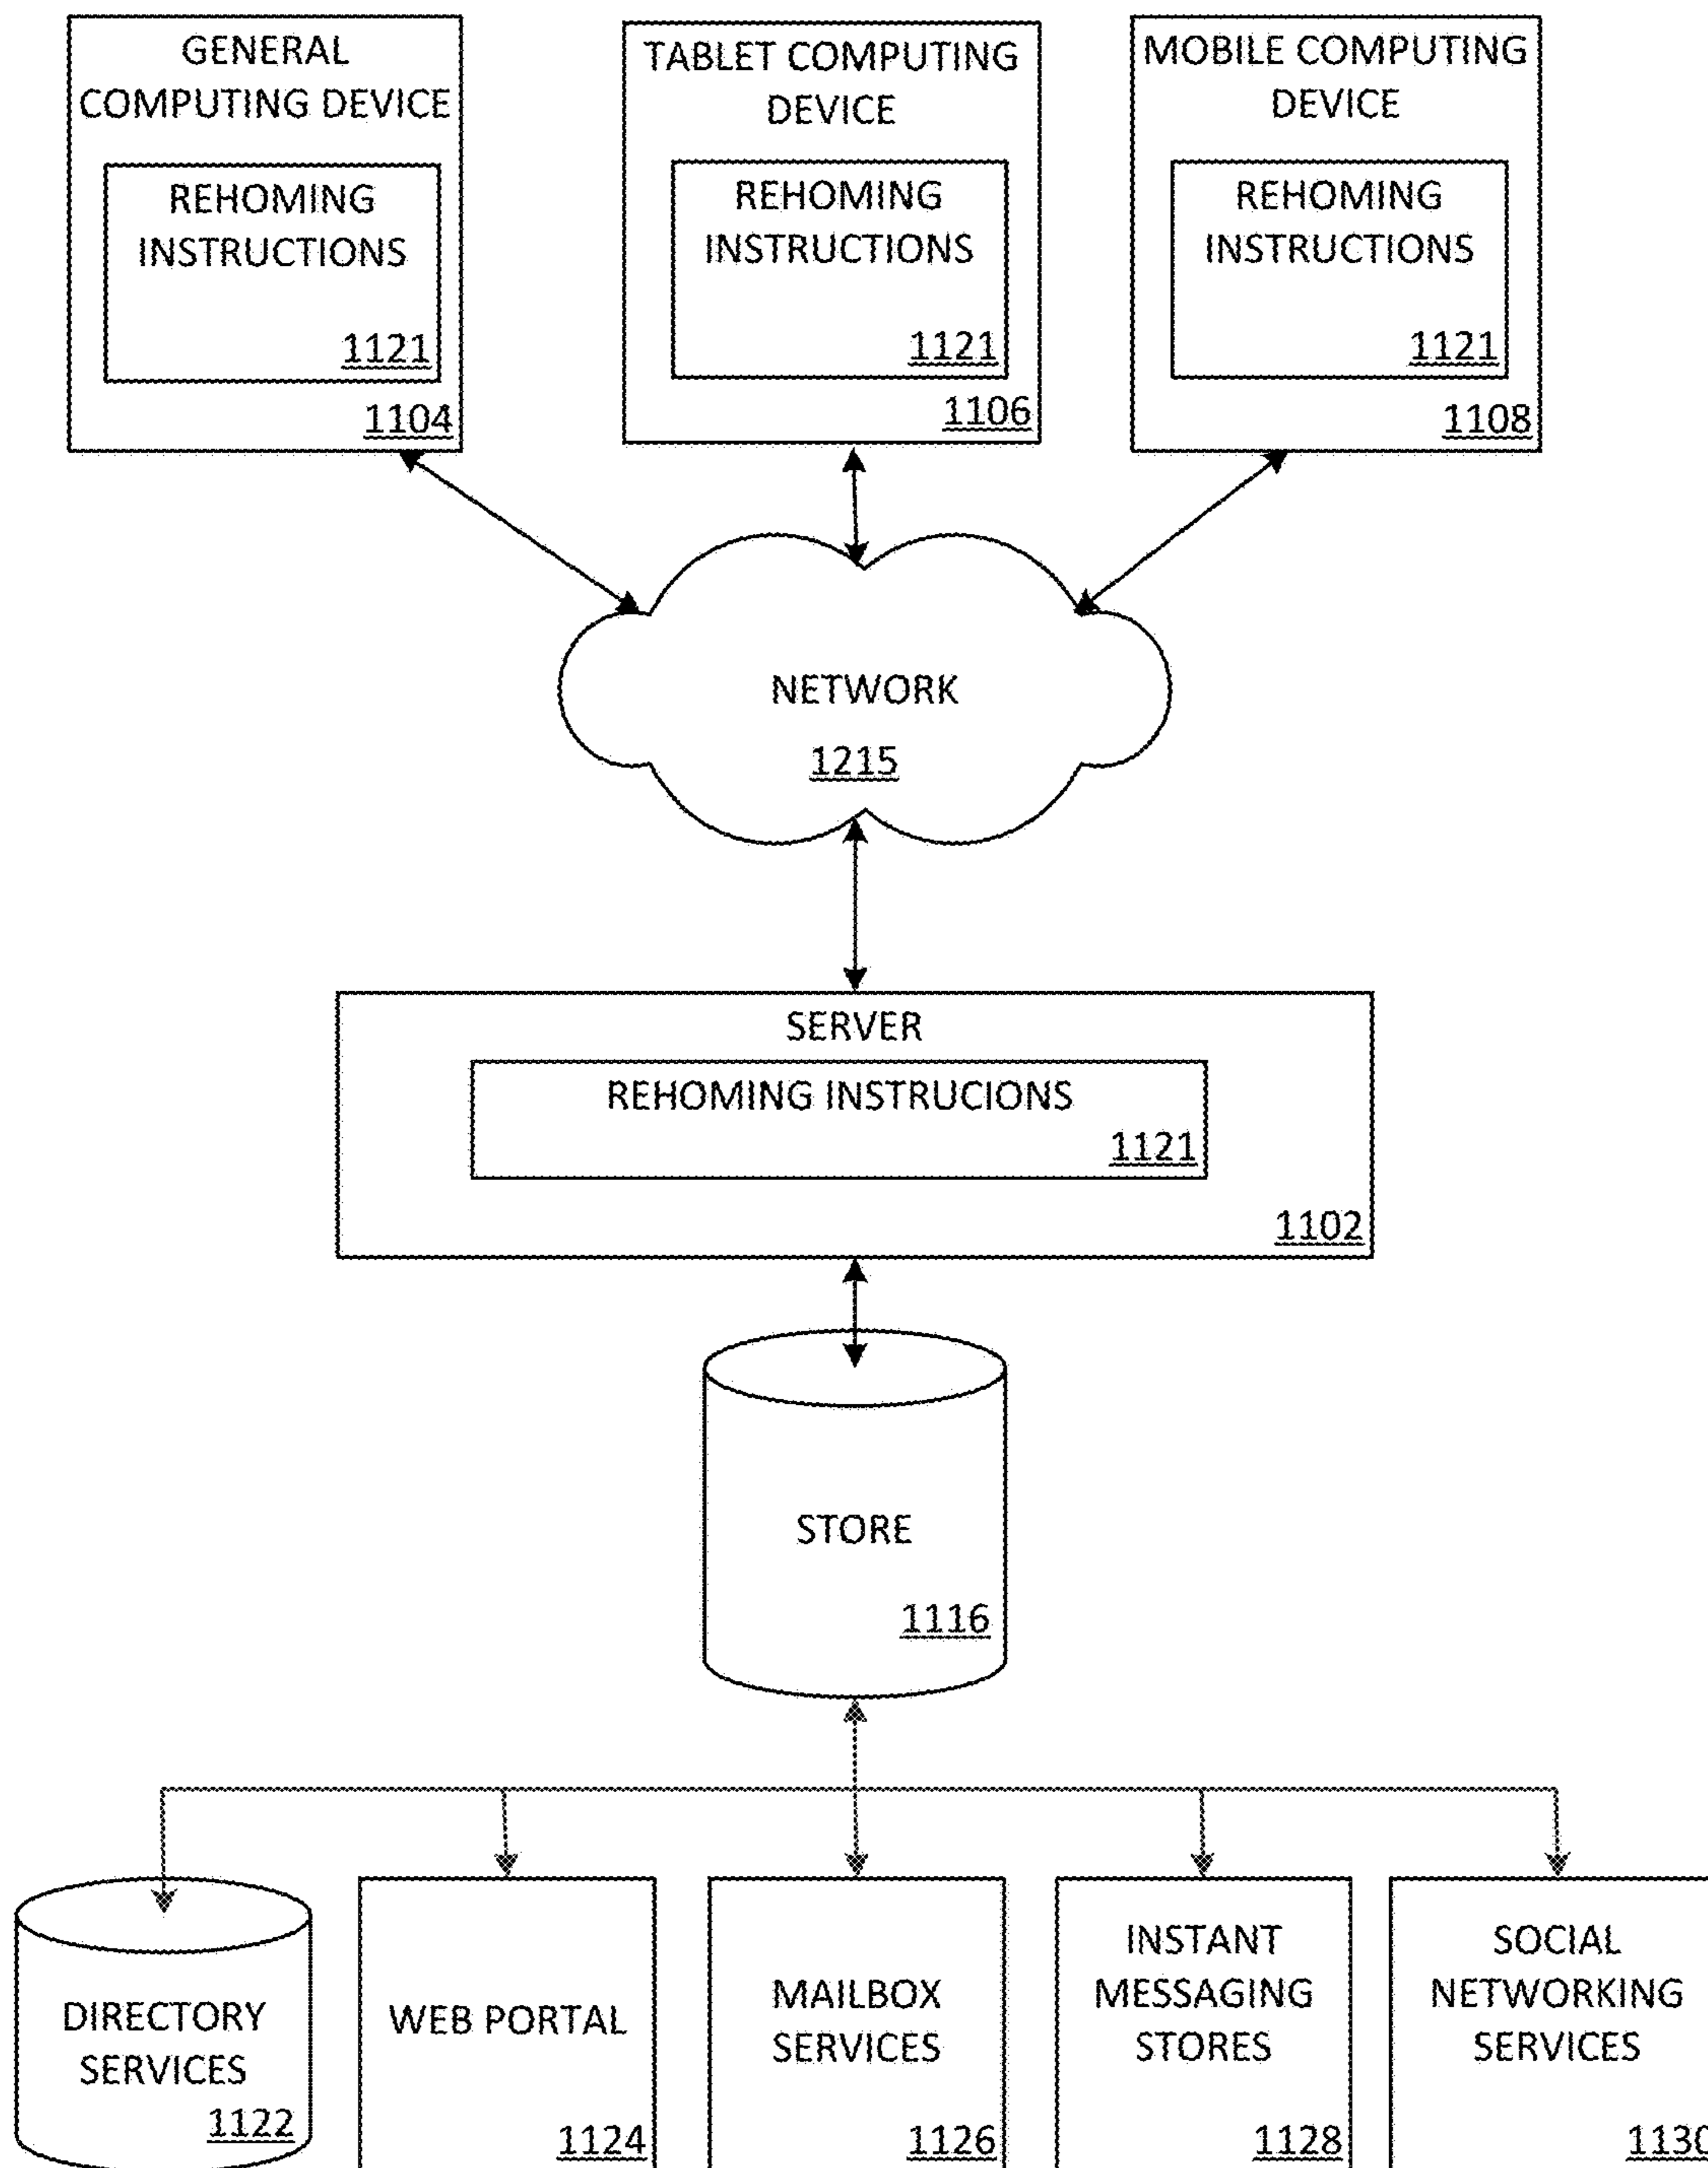 GENERAL
COMPUTING DEVICE
REHOMING
INSTRUCTIONS
1121
1104
TABLET COMPUTING
DEVICE
REHOMING
INSTRUCTIONS
1121
1106
MOBILE COMPUTING
DEVICE
REHOMING
INSTRUCTIONS
1121
1108
NETWORK
1215
SERVER
REHOMING INSTRUCIONS
1121
1102
STORE
1116
DIRECTORY
SERVICES
1122
WEB PORTAL
1124
MAILBOX
SERVICES
1126
INSTANT
MESSAGING
STORES
1128
SOCIAL
NETWORKING
SERVICES
1130